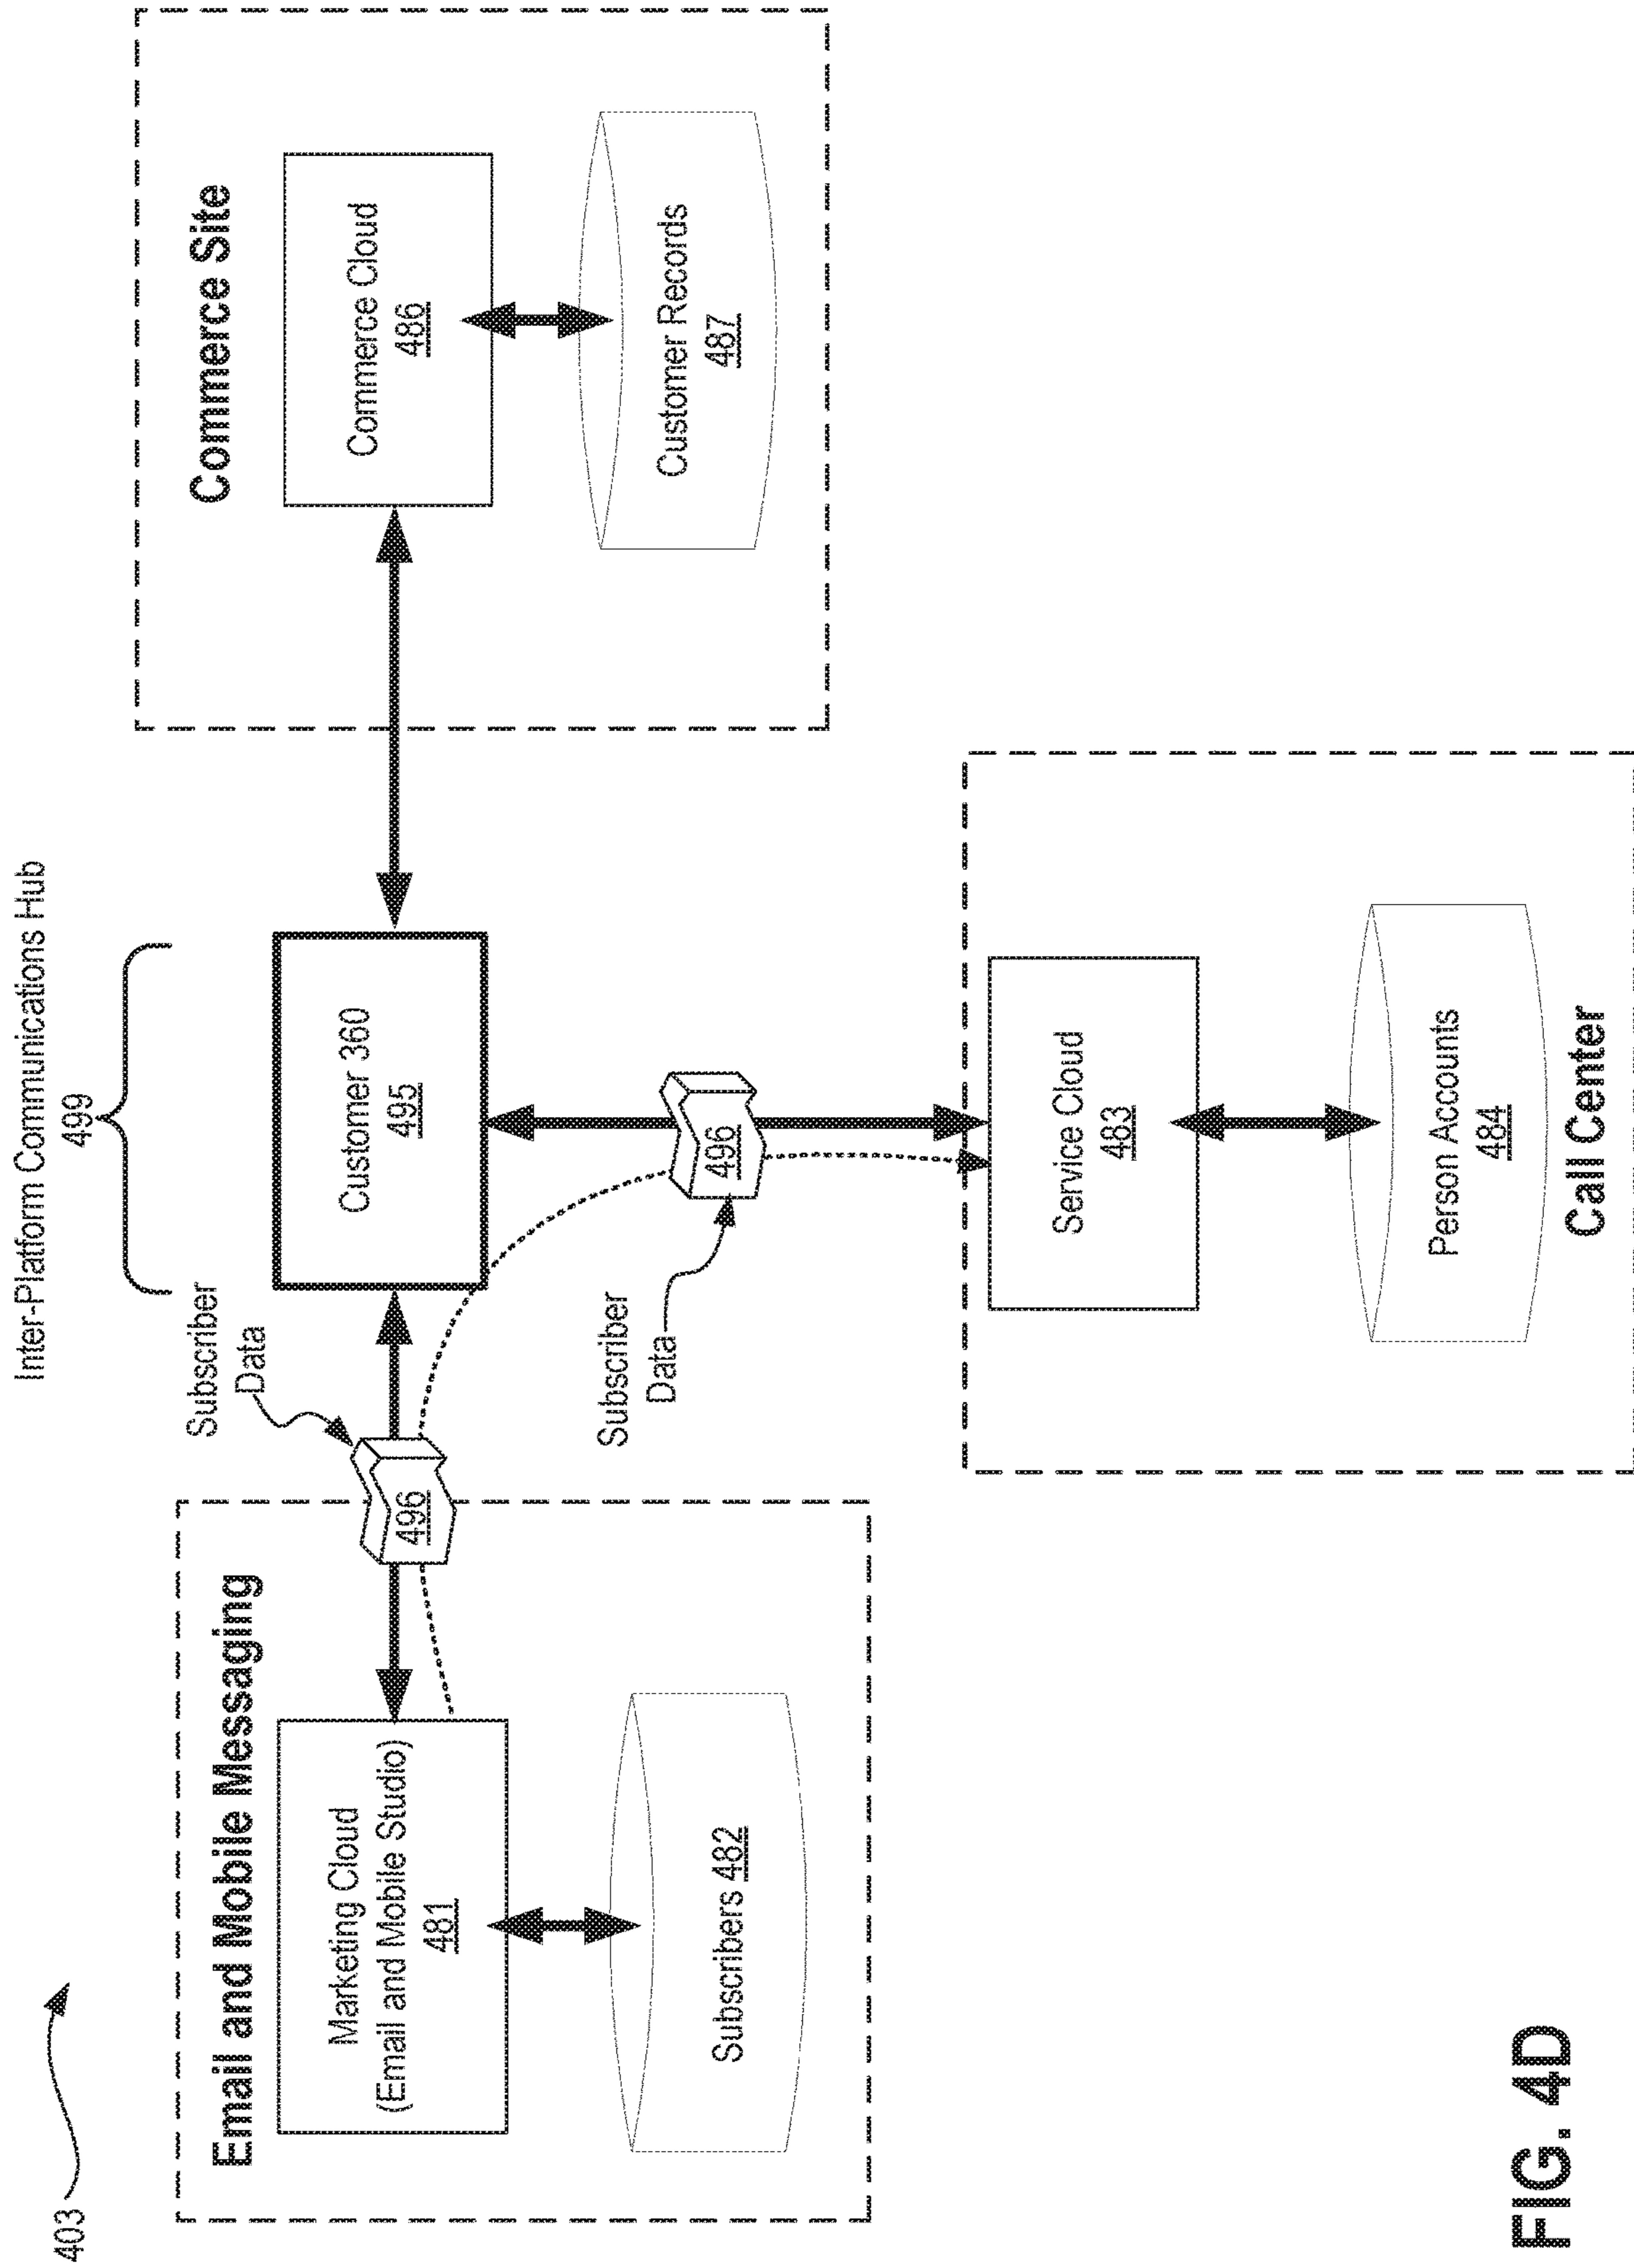 403
Inter-Platform Communications Hub
499
Email and Mobile Messaging
Marketing Cloud
(Email and Mobile Studio)
481
Subscribers 482
Subscriber
Data
496
Customer 360
495
Subscriber
Data
496
Commerce Site
Commerce Cloud
486
Customer Records
487
Service Cloud
483
Person Accounts
484
Call Center
FIG. 4D